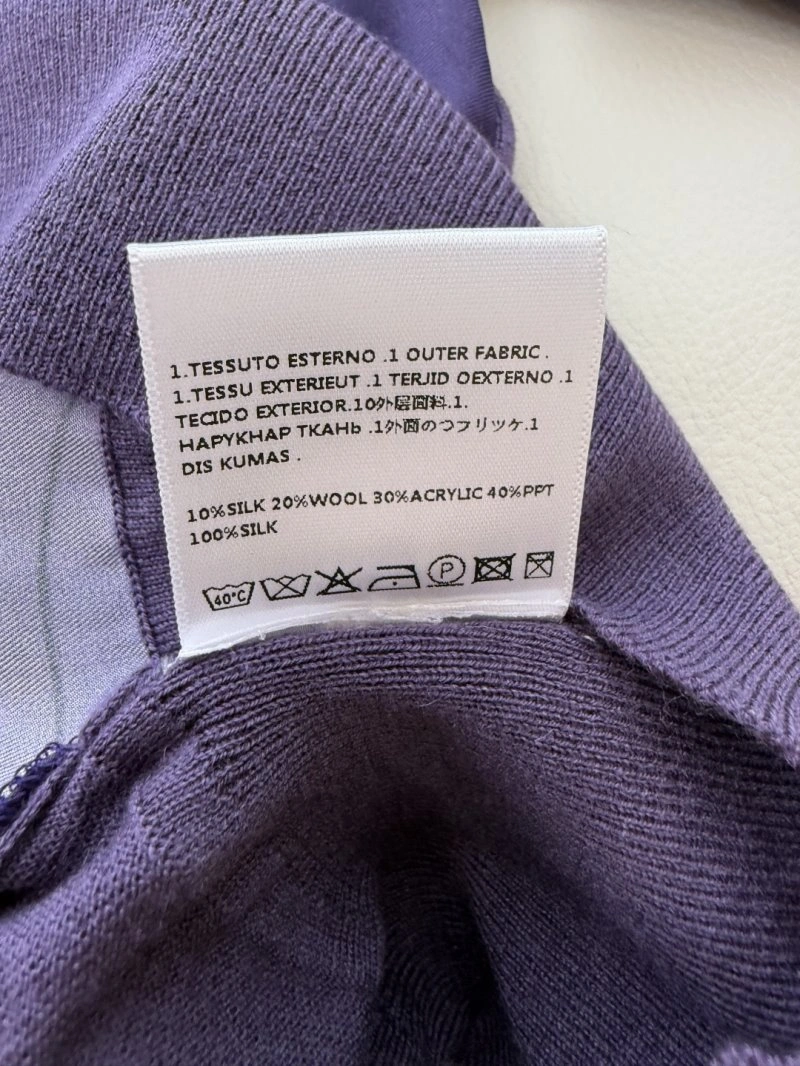 1.TESSUTO ESTERNO .1 OUTER FABRIC .
1.TESSU EXTERIEUT .1 TERJID OEXTERNO .1
TECIDO EXTERIOR.10外层面料.1.
HAPYKHAP TKAHb .1外面のつフリッケ.1
DIS KUMAS .
10%SILK 20%WOOL 30%ACRYLIC 40%PPT
100%SILK
40°C
P